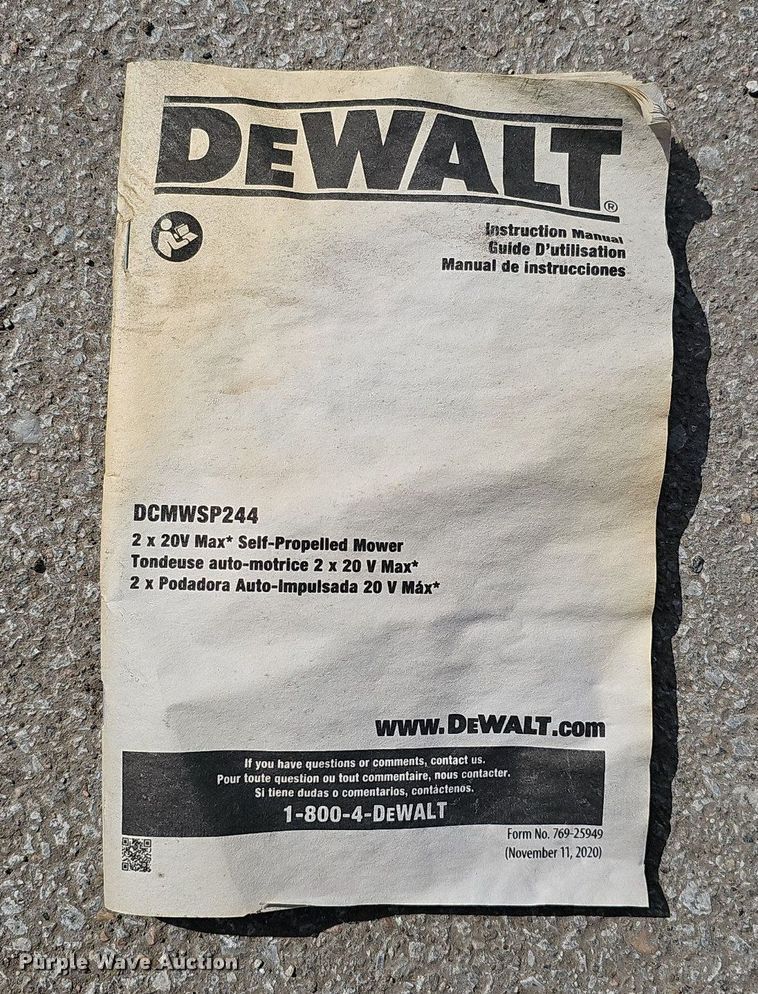 DEWALT®
Instruction Manual
Guide D'utilisation
Manual de instrucciones
DCMWSP244
2 x 20V Max* Self-Propelled Mower
Tondeuse auto-motrice 2 x 20 V Max*
2 x Podadora Auto-Impulsada 20 V Máx*
www.DEWALT.com
If you have questions or comments, contact us.
Pour toute question ou tout commentaire, nous contacter.
Si tiene dudas o comentarios, contáctenos.
1-800-4-DEWALT
Form No. 769-25949
(November 11, 2020)
Purple Wave Auction